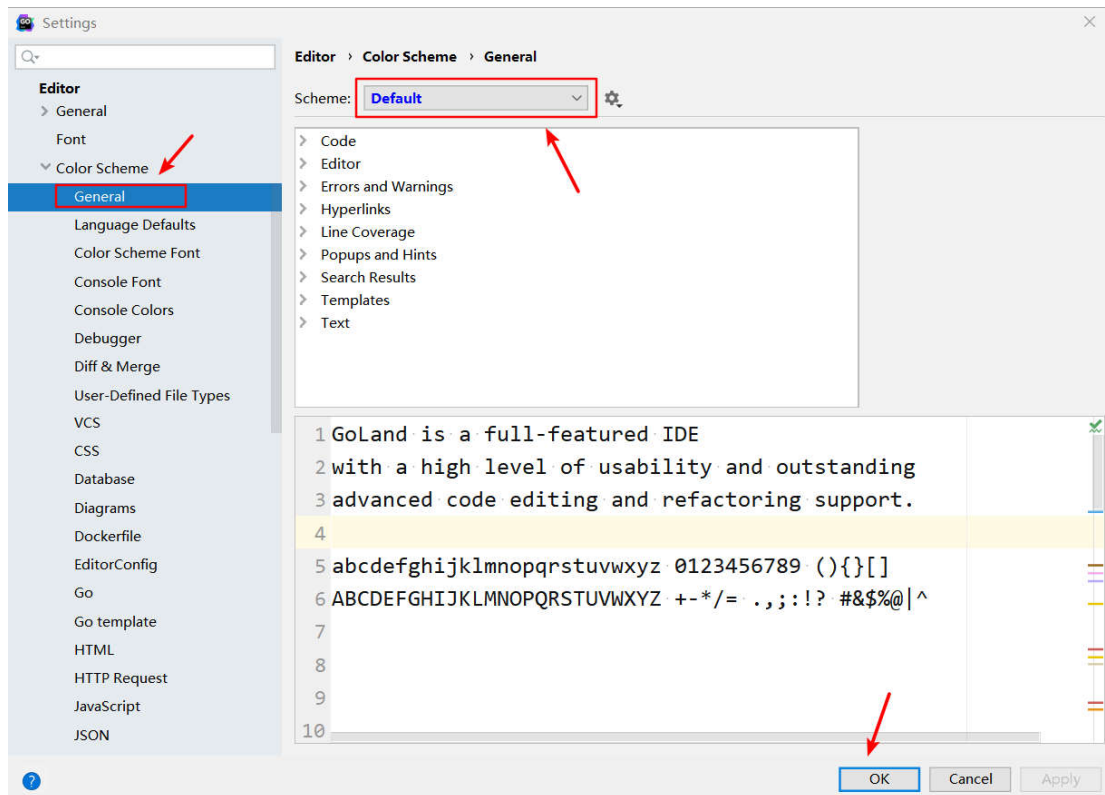 Settings
Editor
General
Font
Color Scheme
General
Language Defaults
Color Scheme Font
Console Font
Console Colors
Debugger
Diff & Merge
User-Defined File Types
VCS
CSS
Database
Diagrams
Dockerfile
EditorConfig
Go
Go template
HTML
HTTP Request
JavaScript
JSON
Editor › Color Scheme › General
Scheme: Default
Code
Editor
Errors and Warnings
Hyperlinks
Line Coverage
Popups and Hints
Search Results
Templates
Text
1 GoLand is a full-featured IDE
2 with a high level of usability and outstanding
3 advanced code editing and refactoring support.
4
5 abcdefghijklmnopqrstuvwxyz 0123456789 (){}[]
6 ABCDEFGHIJKLMNOPQRSTUVWXYZ +-*/= .,;:!? #&$%@|^
7
8
9
10
? OK Cancel Apply